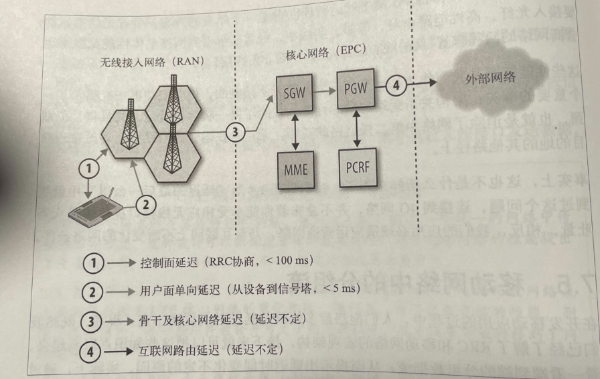 无线接入网络（RAN）
核心网络（EPC）
SGW
PGW
4
外部网络
3
MME
PCRF
1
2
1 控制面延迟（RRC协商，< 100 ms）
2 用户面单向延迟（从设备到信号塔，< 5 ms）
3 骨干及核心网络延迟（延迟不定）
4 互联网路由延迟（延迟不定）